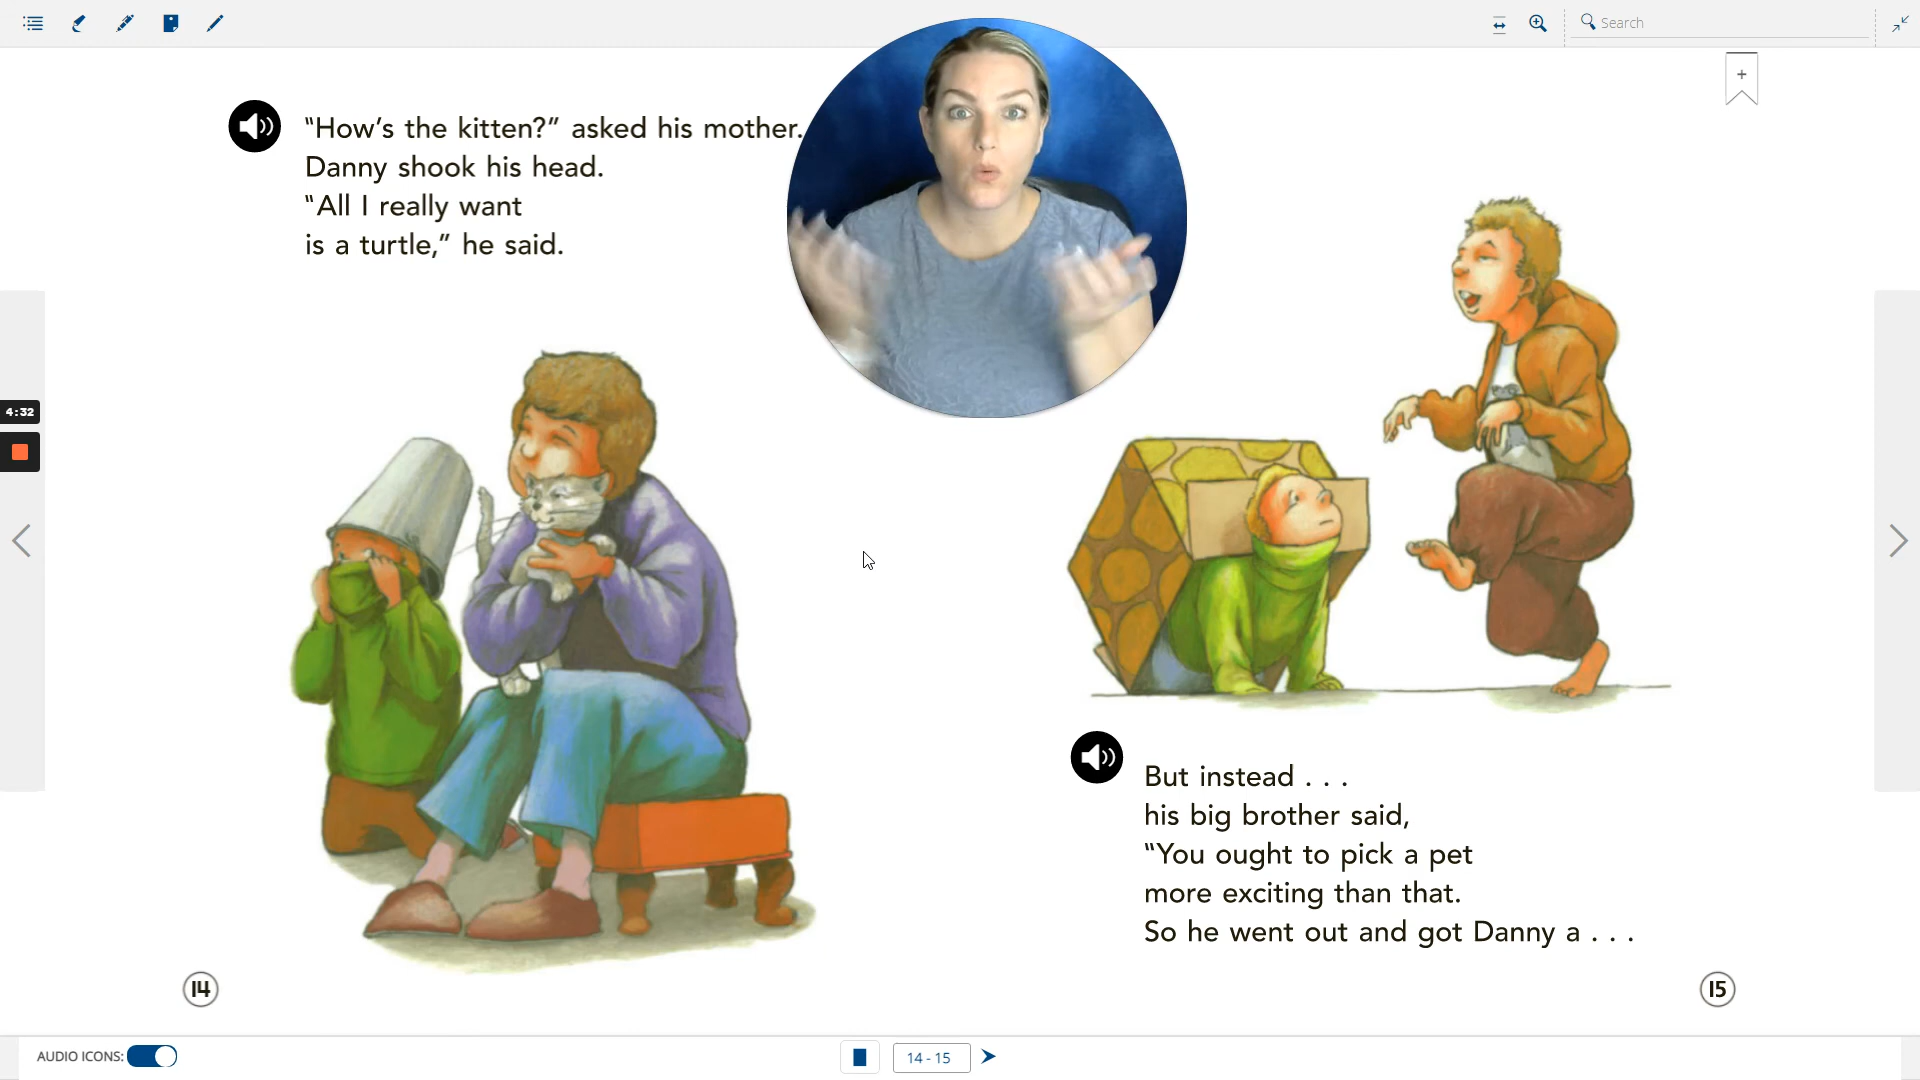 Search
+
“How’s the kitten?” asked his mother.
Danny shook his head.
“All I really want
is a turtle,” he said.
4:32
But instead . . .
his big brother said,
“You ought to pick a pet
more exciting than that.
So he went out and got Danny a . . .
14
15
AUDIO ICONS:
14 - 15